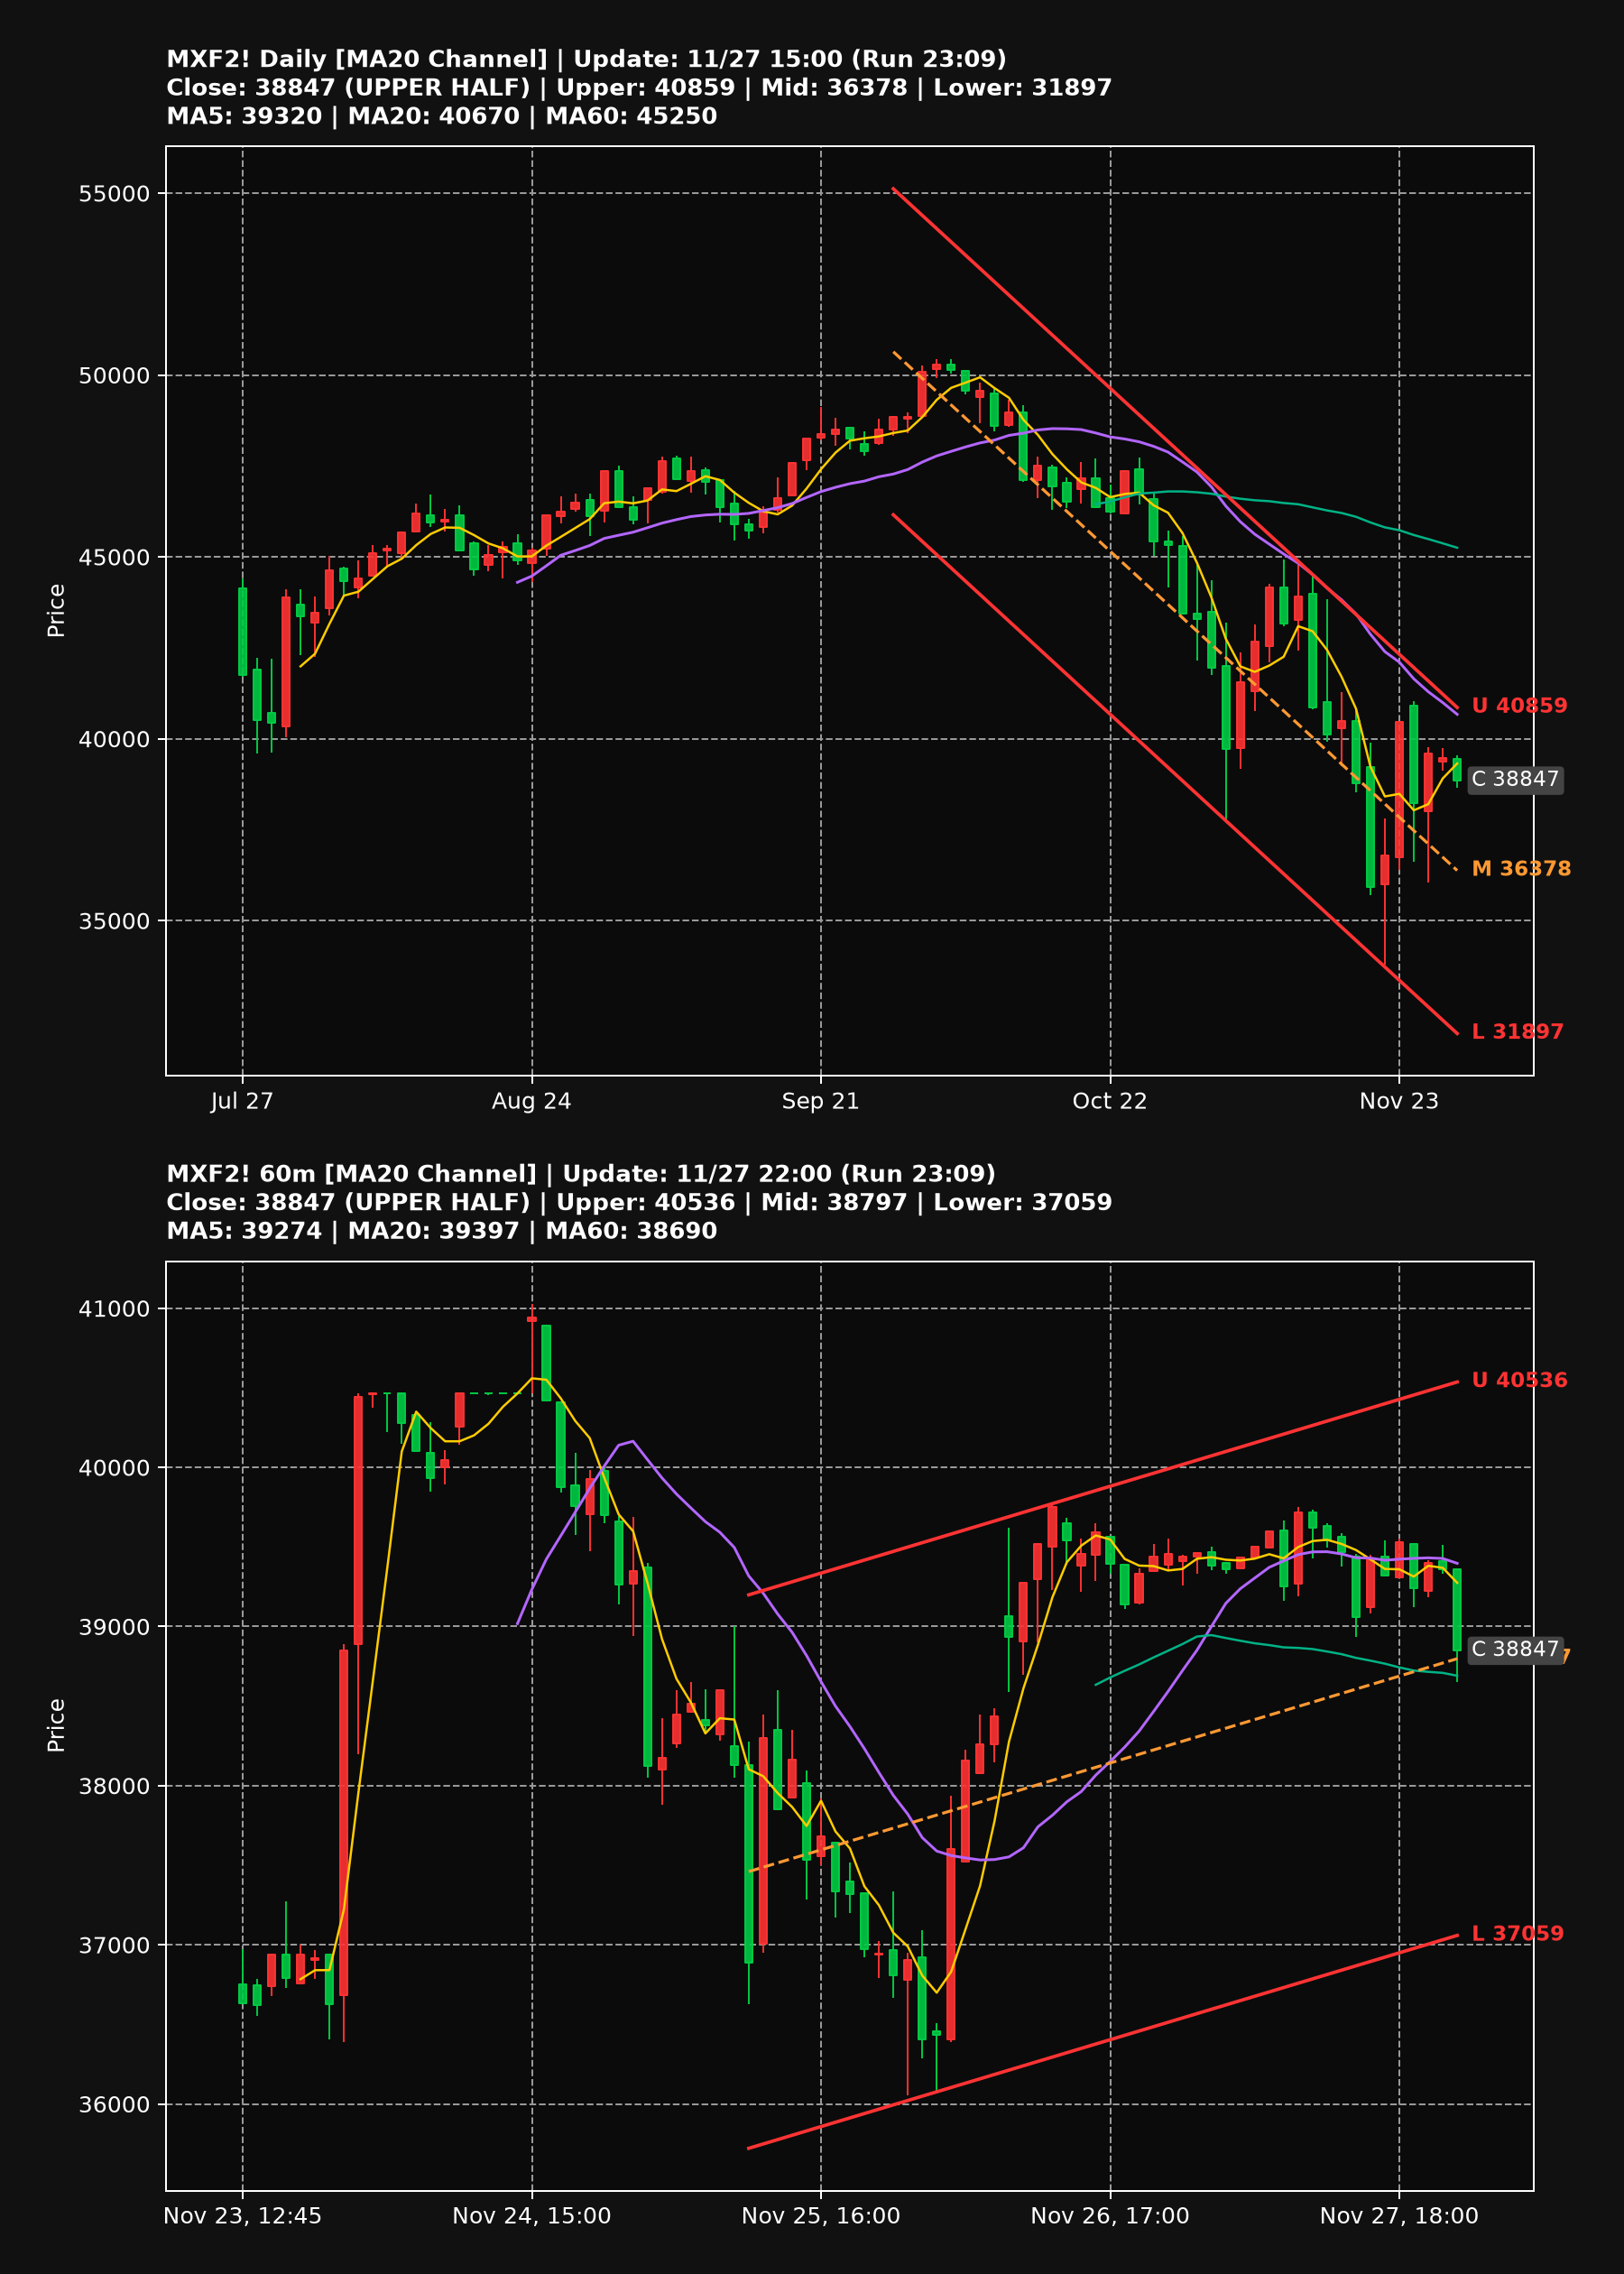 MXF2! Daily [MA20 Channel] | Update: 11/27 15:00 (Run 23:09)
Close: 38847 (UPPER HALF) | Upper: 40859 | Mid: 36378 | Lower: 31897
MA5: 39320 | MA20: 40670 | MA60: 45250
55000
50000
45000
40000
35000
Price
U 40859
C 38847
M 36378
L 31897
Jul 27
Aug 24
Sep 21
Oct 22
Nov 23
MXF2! 60m [MA20 Channel] | Update: 11/27 22:00 (Run 23:09)
Close: 38847 (UPPER HALF) | Upper: 40536 | Mid: 38797 | Lower: 37059
MA5: 39274 | MA20: 39397 | MA60: 38690
41000
40000
39000
38000
37000
36000
Price
U 40536
C 38847
L 37059
Nov 23, 12:45
Nov 24, 15:00
Nov 25, 16:00
Nov 26, 17:00
Nov 27, 18:00